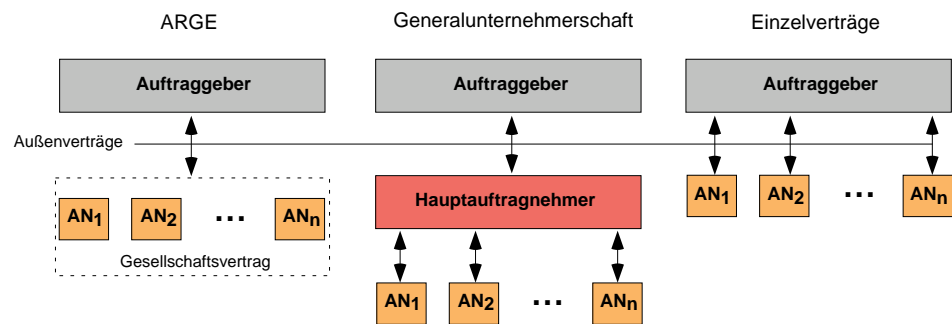 ARGE
Generalunternehmerschaft
Einzelverträge
Auftraggeber
Auftraggeber
Auftraggeber
Außenverträge
AN1 AN2 ... ANn
Gesellschaftsvertrag
Hauptauftragnehmer
AN1 AN2 ... ANn
AN1 AN2 ... ANn